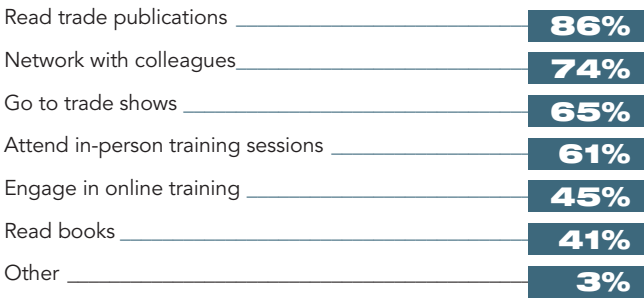 Read trade publications 86%
Network with colleagues 74%
Go to trade shows 65%
Attend in-person training sessions 61%
Engage in online training 45%
Read books 41%
Other 3%